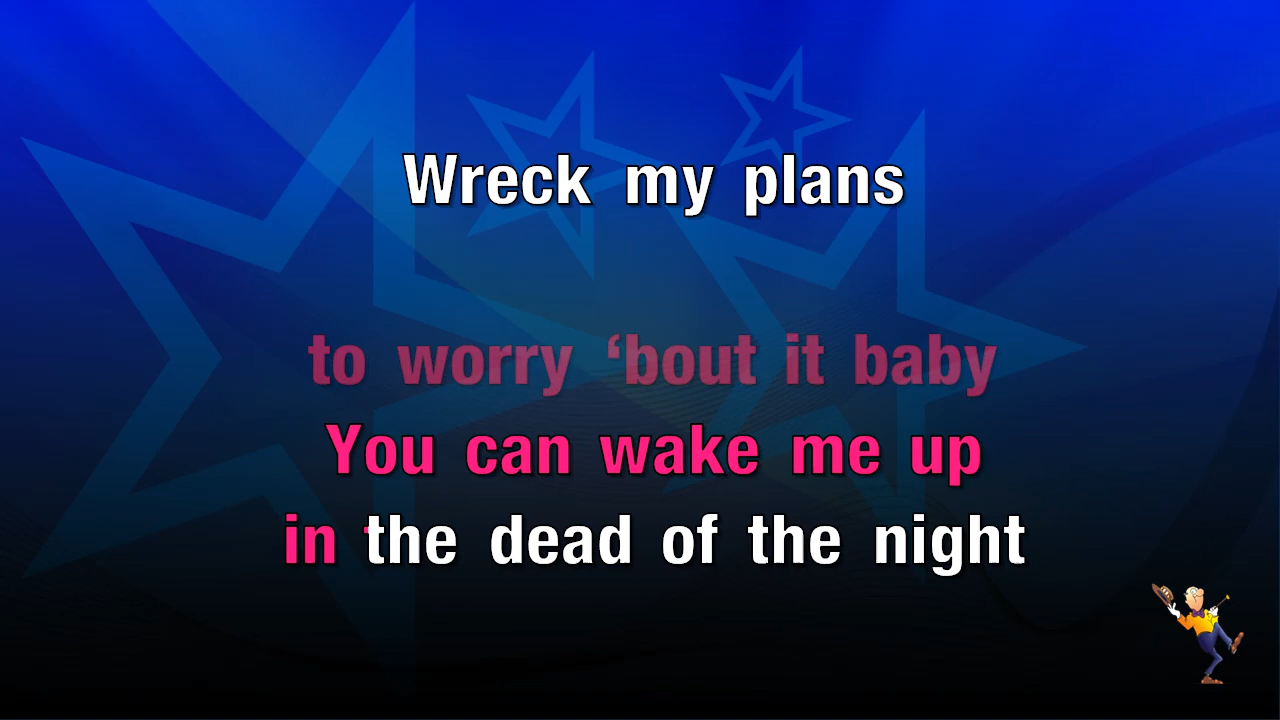 Wreck my plans
to worry ‘bout it baby
You can wake me up
in the dead of the night